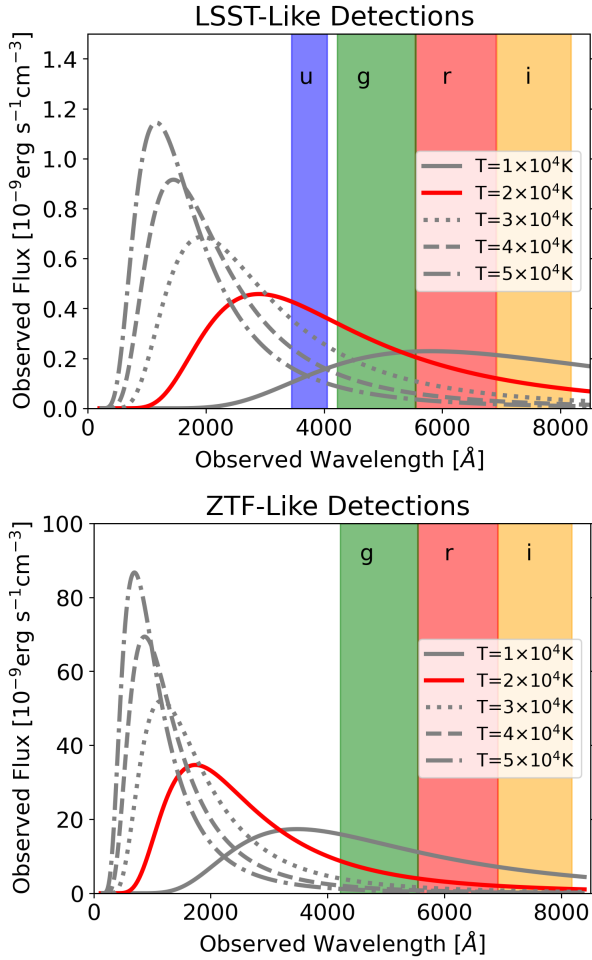 LSST-Like Detections
Observed Flux [10⁻⁹erg s⁻¹cm⁻³]
1.4
1.2
1.0
0.8
0.6
0.4
0.2
0.0
u g r i
T=1×10⁴K
T=2×10⁴K
T=3×10⁴K
T=4×10⁴K
T=5×10⁴K
0 2000 4000 6000 8000
Observed Wavelength [Å]
ZTF-Like Detections
Observed Flux [10⁻⁹erg s⁻¹cm⁻³]
100
80
60
40
20
0
g r i
T=1×10⁴K
T=2×10⁴K
T=3×10⁴K
T=4×10⁴K
T=5×10⁴K
0 2000 4000 6000 8000
Observed Wavelength [Å]